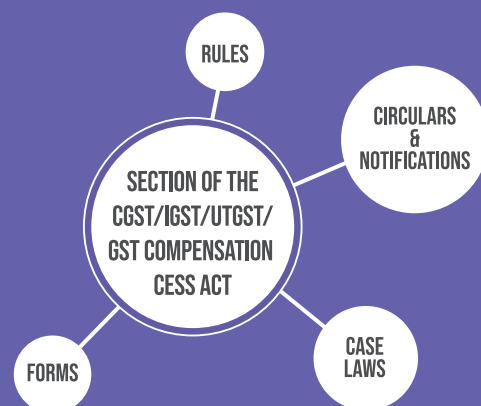 RULES
CIRCULARS
&
NOTIFICATIONS
SECTION OF THE
CGST/IGST/UTGST/
GST COMPENSATION
CESS ACT
CASE
LAWS
FORMS